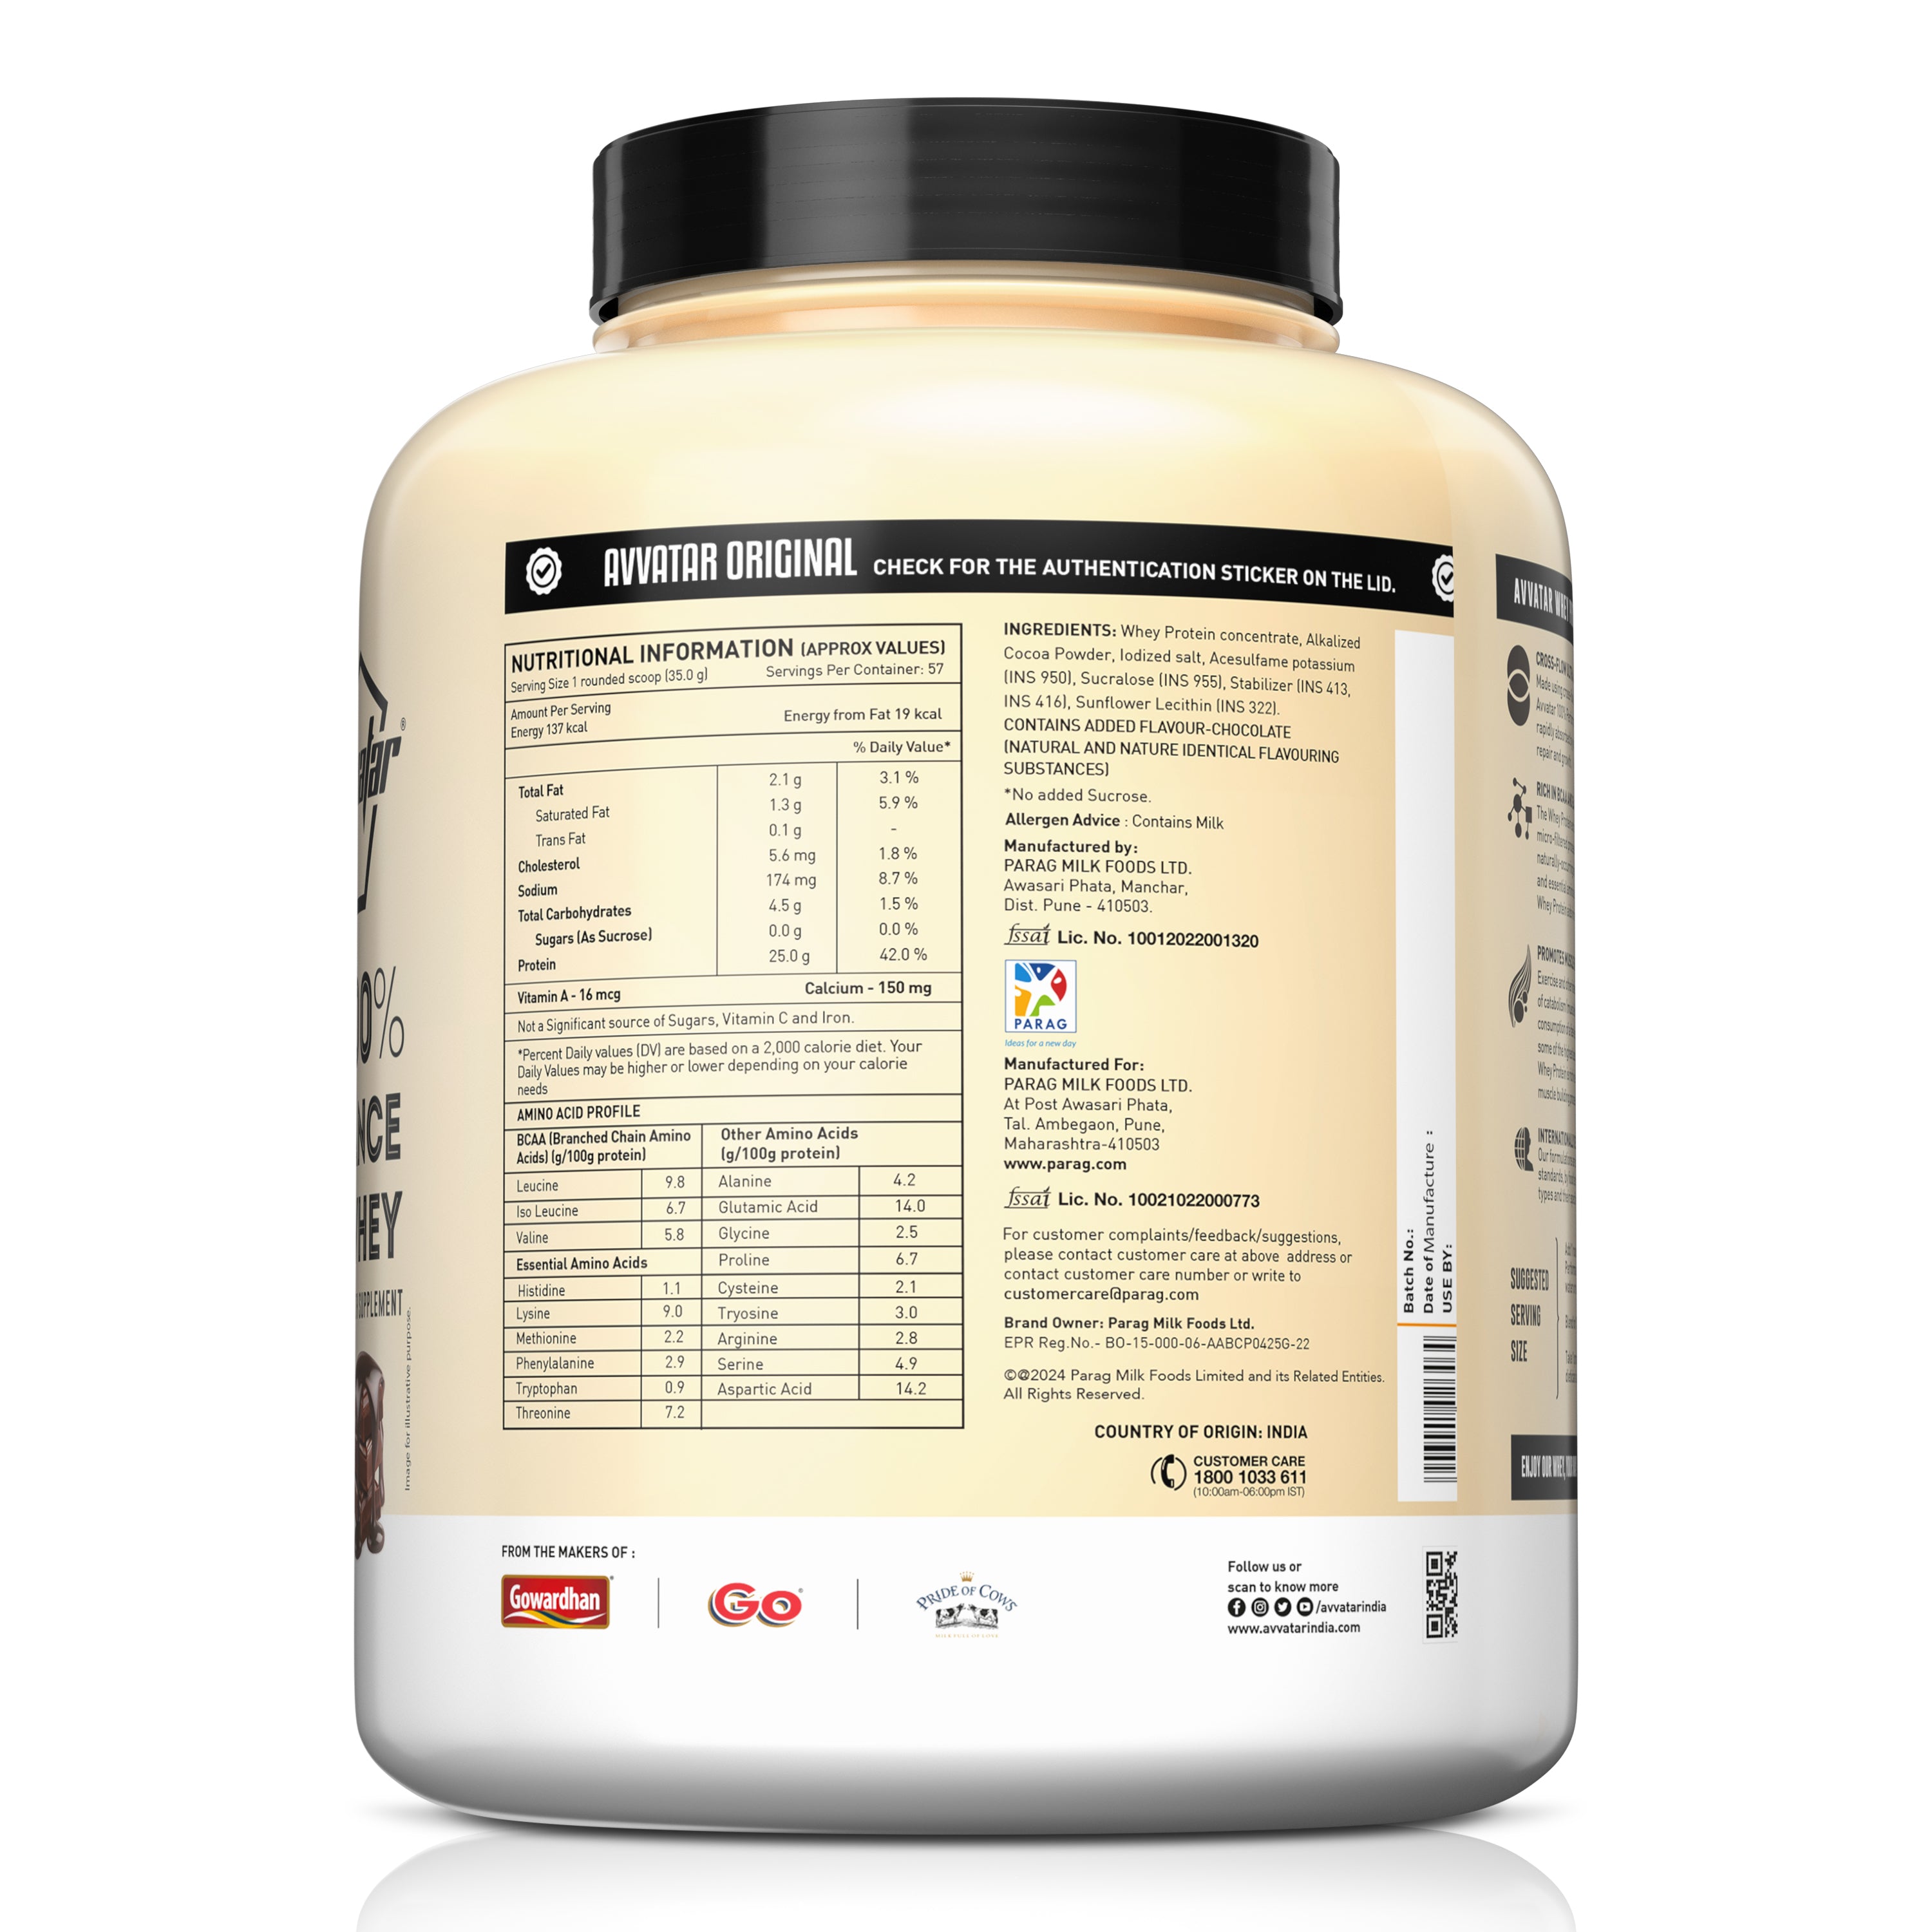 AVVATAR ORIGINAL CHECK FOR THE AUTHENTICATION STICKER ON THE LID.
NUTRITIONAL INFORMATION (APPROX VALUES)
Serving Size 1 rounded scoop (35.0 g) Servings Per Container: 57
Amount Per Serving
Energy 137 kcal Energy from Fat 19 kcal
% Daily Value*
Total Fat 2.1 g 3.1 %
Saturated Fat 1.3 g 5.9 %
Trans Fat 0.1 g -
Cholesterol 5.6 mg 1.8 %
Sodium 174 mg 8.7 %
Total Carbohydrates 4.5 g 1.5 %
Sugars (As Sucrose) 0.0 g 0.0 %
Protein 25.0 g 42.0 %
Vitamin A - 16 mcg Calcium - 150 mg
Not a Significant source of Sugars, Vitamin C and Iron.
*Percent Daily values (DV) are based on a 2,000 calorie diet. Your
Daily Values may be higher or lower depending on your calorie
needs
AMINO ACID PROFILE
BCAA (Branched Chain Amino
Acids) (g/100g protein)
Other Amino Acids
(g/100g protein)
Leucine 9.8 Alanine 4.2
Iso Leucine 6.7 Glutamic Acid 14.0
Valine 5.8 Glycine 2.5
Essential Amino Acids Proline 6.7
Histidine 1.1 Cysteine 2.1
Lysine 9.0 Tryosine 3.0
Methionine 2.2 Arginine 2.8
Phenylalanine 2.9 Serine 4.9
Tryptophan 0.9 Aspartic Acid 14.2
Threonine 7.2
INGREDIENTS: Whey Protein concentrate, Alkalized
Cocoa Powder, Iodized salt, Acesulfame potassium
(INS 950), Sucralose (INS 955), Stabilizer (INS 413,
INS 416), Sunflower Lecithin (INS 322).
CONTAINS ADDED FLAVOUR-CHOCOLATE
(NATURAL AND NATURE IDENTICAL FLAVOURING
SUBSTANCES)
*No added Sucrose.
Allergen Advice : Contains Milk
Manufactured by:
PARAG MILK FOODS LTD.
Awasari Phata, Manchar,
Dist. Pune - 410503.
fssai Lic. No. 10012022001320
PARAG
Ideas for a new day
Manufactured For:
PARAG MILK FOODS LTD.
At Post Awasari Phata,
Tal. Ambegaon, Pune,
Maharashtra-410503
www.parag.com
fssai Lic. No. 10021022000773
For customer complaints/feedback/suggestions,
please contact customer care at above address or
contact customer care number or write to
customercare@parag.com
Brand Owner: Parag Milk Foods Ltd.
EPR Reg.No.- BO-15-000-06-AABCP0425G-22
©@2024 Parag Milk Foods Limited and its Related Entities.
All Rights Reserved.
COUNTRY OF ORIGIN: INDIA
CUSTOMER CARE
1800 1033 611
(10:00am-06:00pm IST)
Batch No.:
Date of Manufacture :
USE BY:
FROM THE MAKERS OF :
Gowardhan
Go
PRIDE OF COWS
Follow us or
scan to know more
/avvatarindia
www.avvatarindia.com
Image for illustrative purpose.
AVVATAR
RICH IN BCAA
SUGGESTED
SERVING
SIZE
ENJOY OUR WHEY,